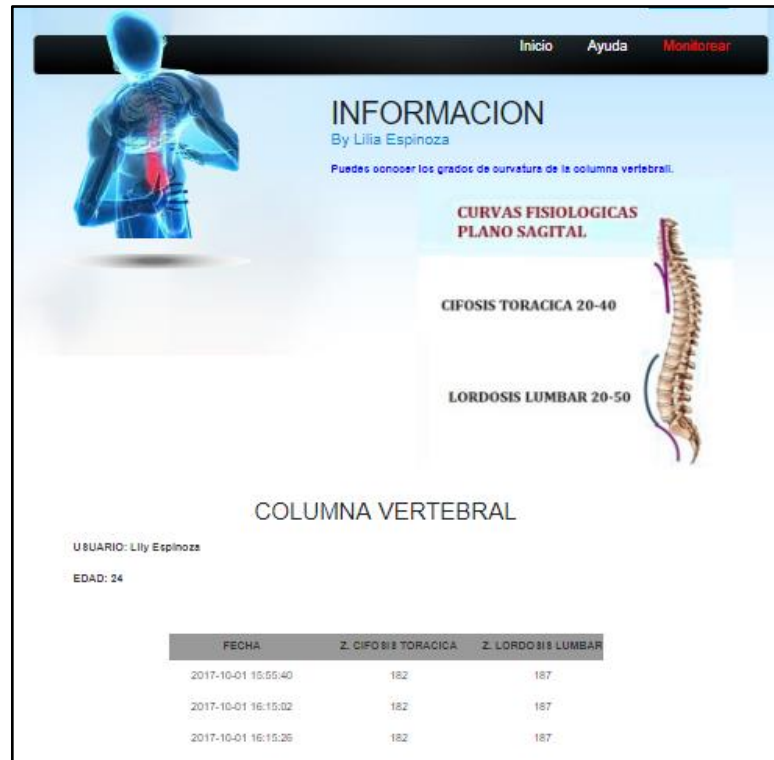 Inicio Ayuda Monitorear
INFORMACION
By Lilia Espinoza
Puedes conocer los grados de curvatura de la columna vertebrall.
CURVAS FISIOLOGICAS
PLANO SAGITAL
CIFOSIS TORACICA 20-40
LORDOSIS LUMBAR 20-50
COLUMNA VERTEBRAL
USUARIO: Lily Espinoza
EDAD: 24
FECHA Z. CIFOSIS TORACICA Z. LORDOSIS LUMBAR
2017-10-01 15:55:40 182 187
2017-10-01 16:15:02 182 187
2017-10-01 16:15:26 182 187